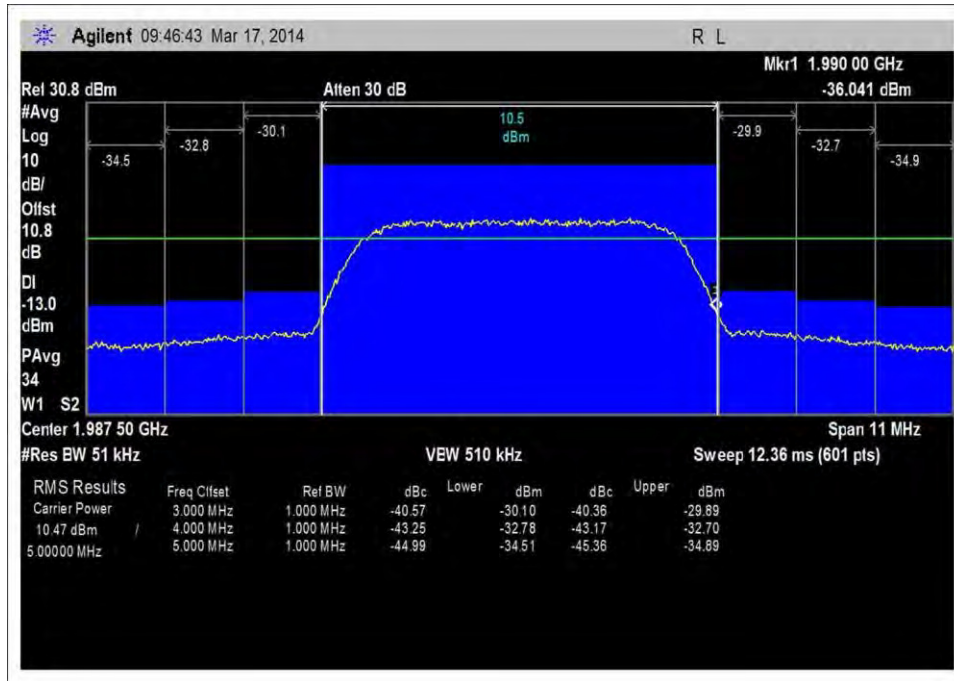 Agilent 09:46:43 Mar 17, 2014 R L
Mkr1 1.990 00 GHz
Ref 30.8 dBm Atten 30 dB -36.041 dBm
#Avg
Log
10
dB/
Offst
10.8
dB
DI
-13.0
dBm
PAvg
34
W1 S2
10.5
dBm
-34.5 -32.8 -30.1 -29.9 -32.7 -34.9
Center 1.987 50 GHz Span 11 MHz
#Res BW 51 kHz VBW 510 kHz Sweep 12.36 ms (601 pts)
RMS Results Freq Offset Ref BW dBc Lower dBm dBc Upper dBm
Carrier Power 3.000 MHz 1.000 MHz -40.57 -30.10 -40.36 -29.89
10.47 dBm / 4.000 MHz 1.000 MHz -43.25 -32.78 -43.17 -32.70
5.00000 MHz 5.000 MHz 1.000 MHz -44.99 -34.51 -45.36 -34.89